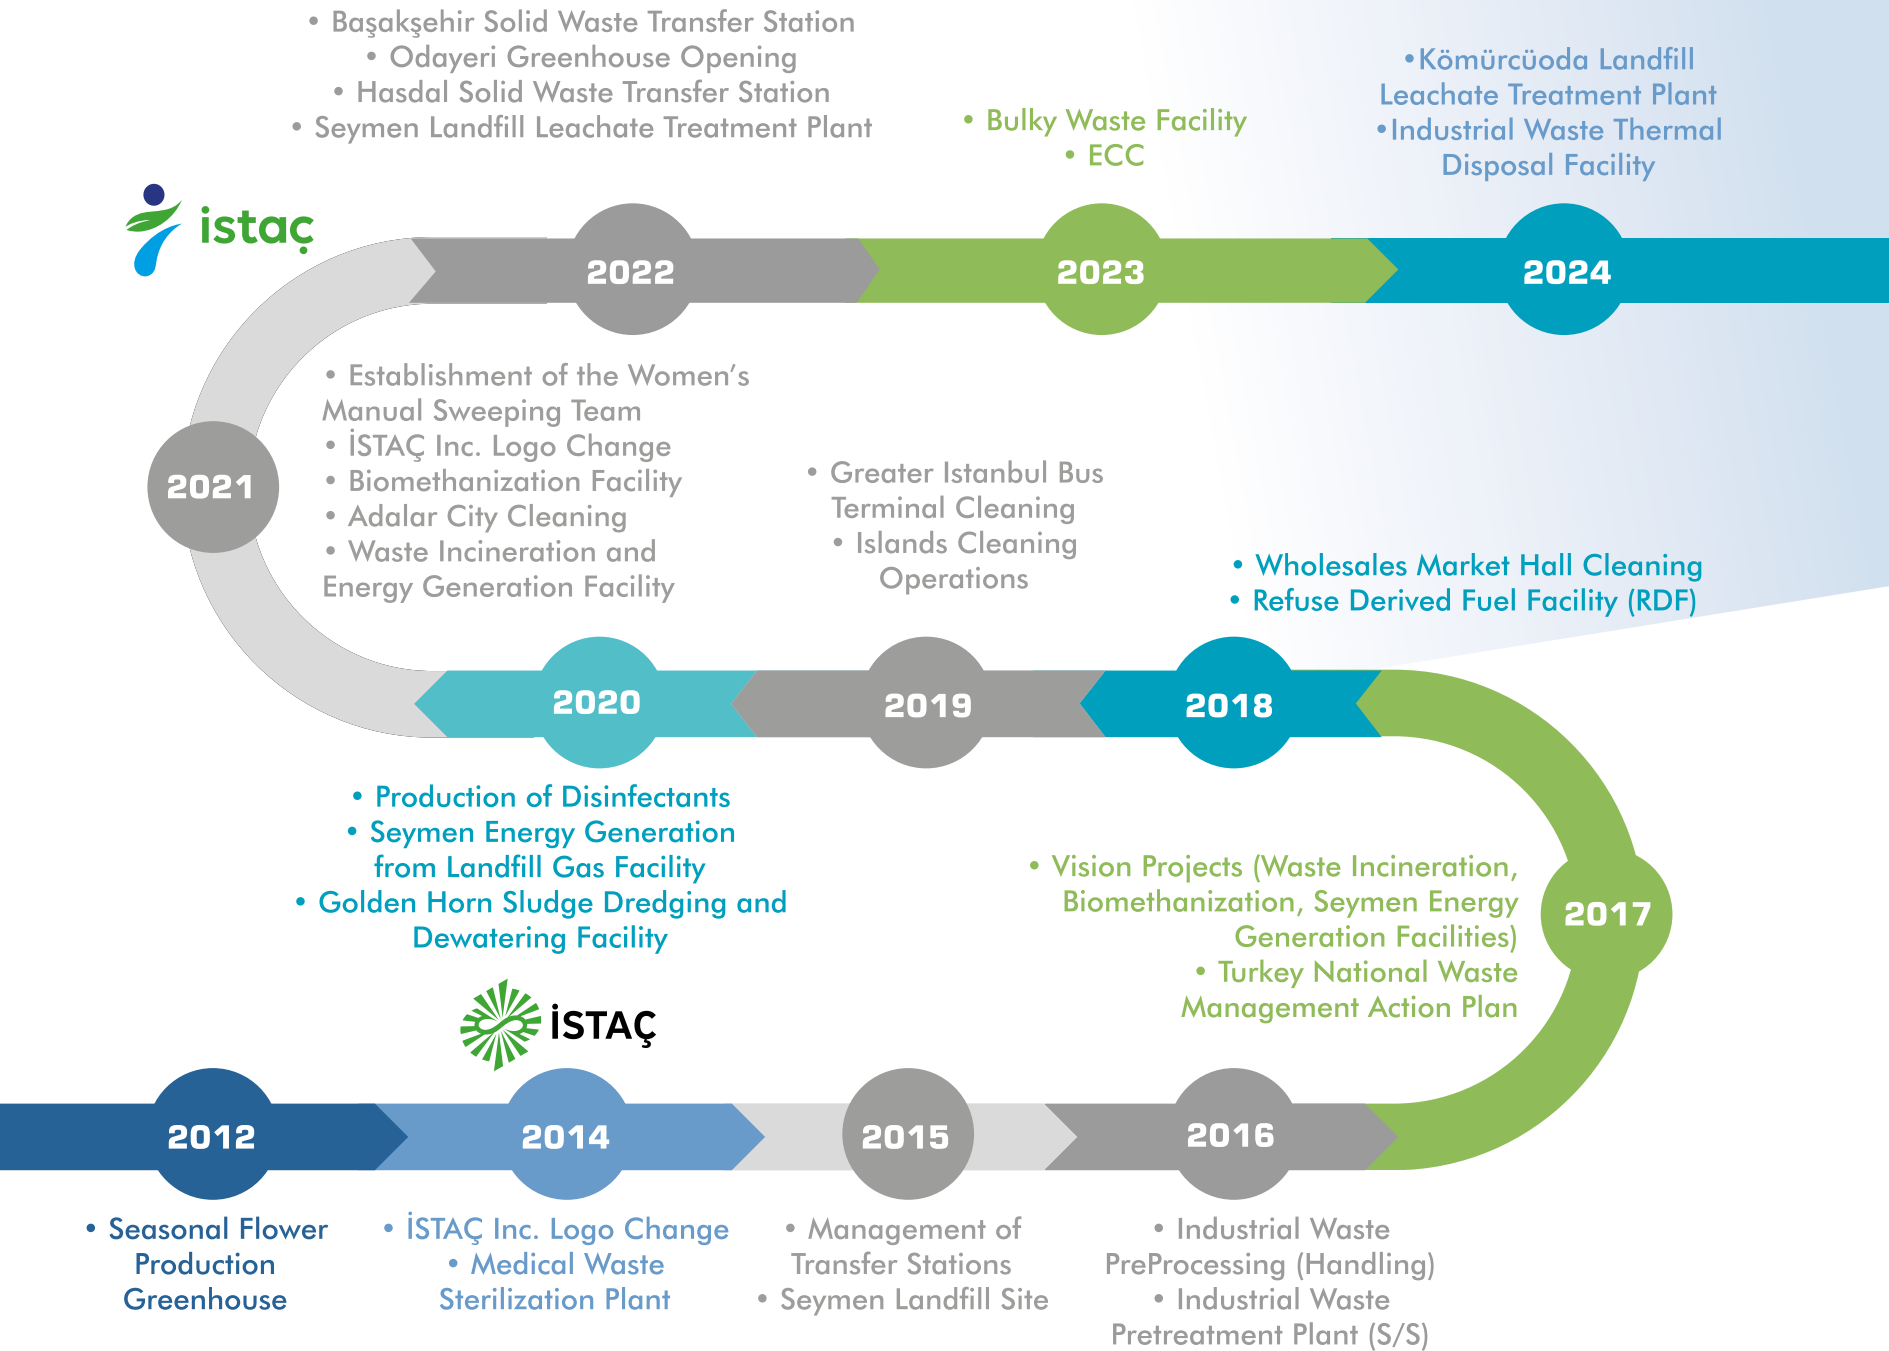 • Başakşehir Solid Waste Transfer Station
• Odayeri Greenhouse Opening
• Hasdal Solid Waste Transfer Station
• Seymen Landfill Leachate Treatment Plant
• Bulky Waste Facility
• ECC
•Kömürcüoda Landfill
Leachate Treatment Plant
•Industrial Waste Thermal
Disposal Facility
istaç
2022
2023
2024
• Establishment of the Women’s
Manual Sweeping Team
• İSTAÇ Inc. Logo Change
• Biomethanization Facility
• Adalar City Cleaning
• Waste Incineration and
Energy Generation Facility
2021
• Greater Istanbul Bus
Terminal Cleaning
• Islands Cleaning
Operations
• Wholesales Market Hall Cleaning
• Refuse Derived Fuel Facility (RDF)
2020
2019
2018
• Production of Disinfectants
• Seymen Energy Generation
from Landfill Gas Facility
• Golden Horn Sludge Dredging and
Dewatering Facility
• Vision Projects (Waste Incineration,
Biomethanization, Seymen Energy
Generation Facilities)
• Turkey National Waste
Management Action Plan
2017
İSTAÇ
2012
2014
2015
2016
• Seasonal Flower
Production
Greenhouse
• İSTAÇ Inc. Logo Change
• Medical Waste
Sterilization Plant
• Management of
Transfer Stations
• Seymen Landfill Site
• Industrial Waste
PreProcessing (Handling)
• Industrial Waste
Pretreatment Plant (S/S)